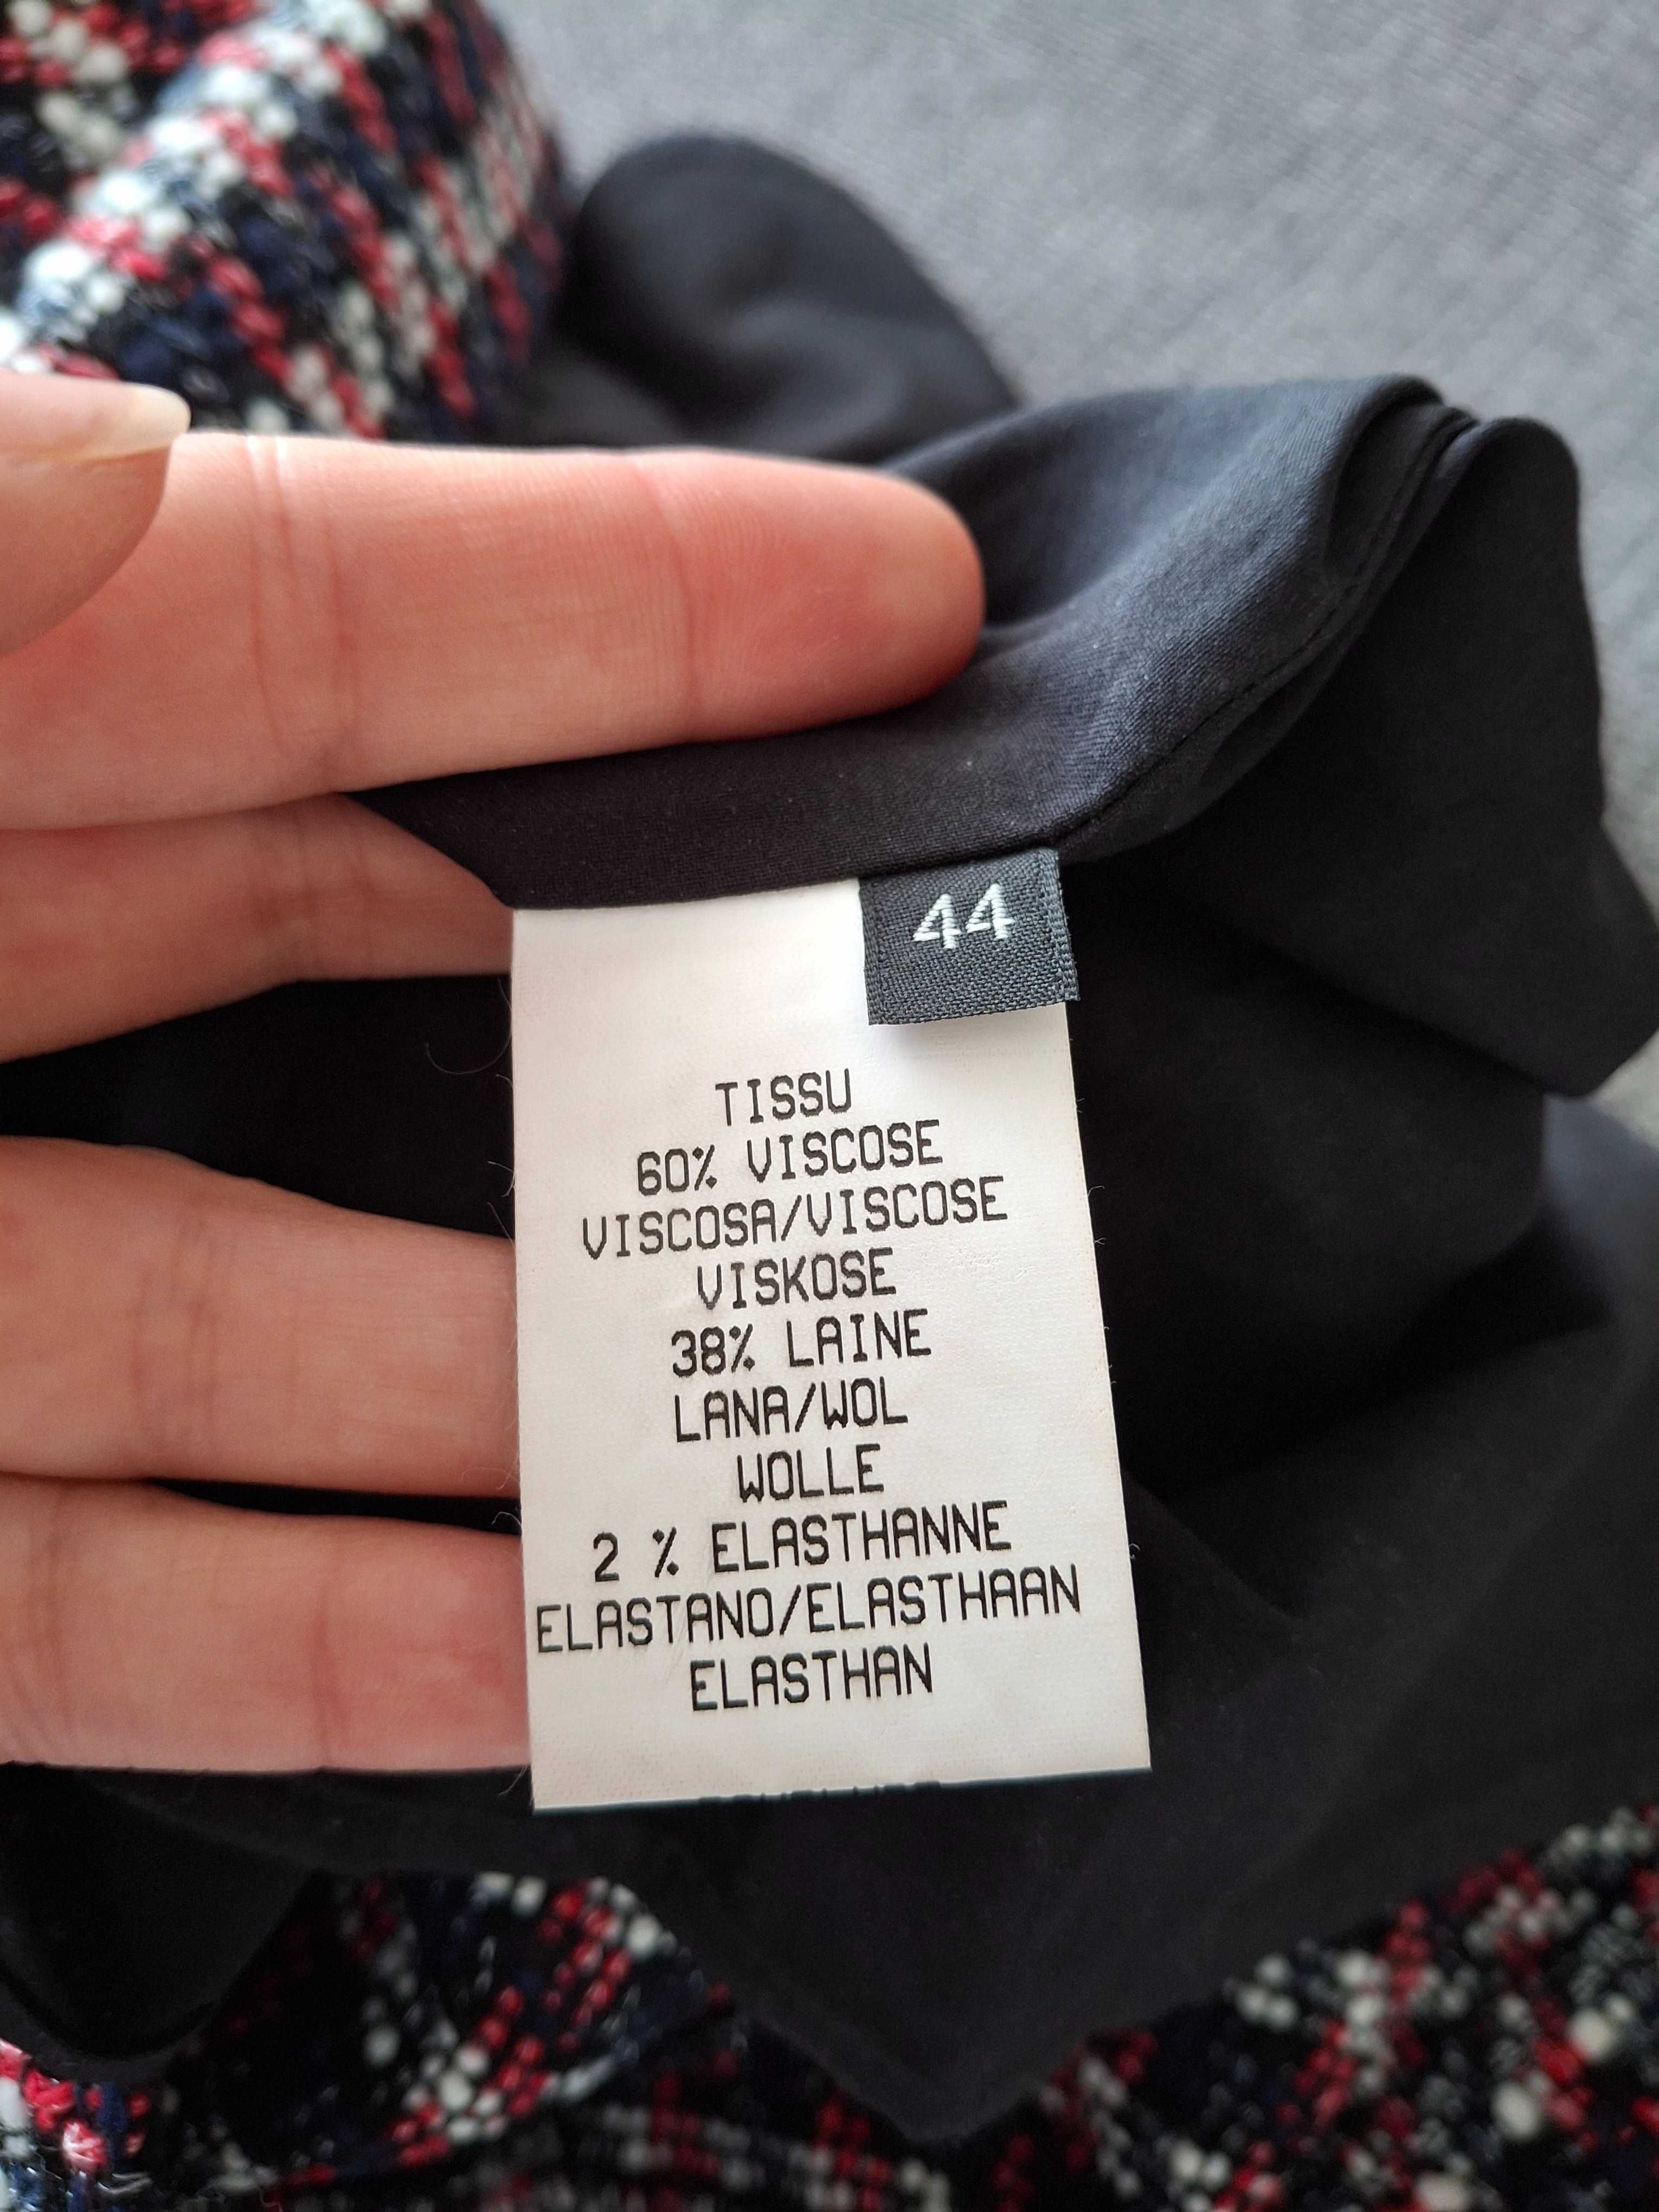 44
TISSU
60% VISCOSE
VISCOSA/VISCOSE
VISKOSE
38% LAINE
LANA/WOL
WOLLE
2 % ELASTHANNE
ELASTANO/ELASTHAAN
ELASTHAN